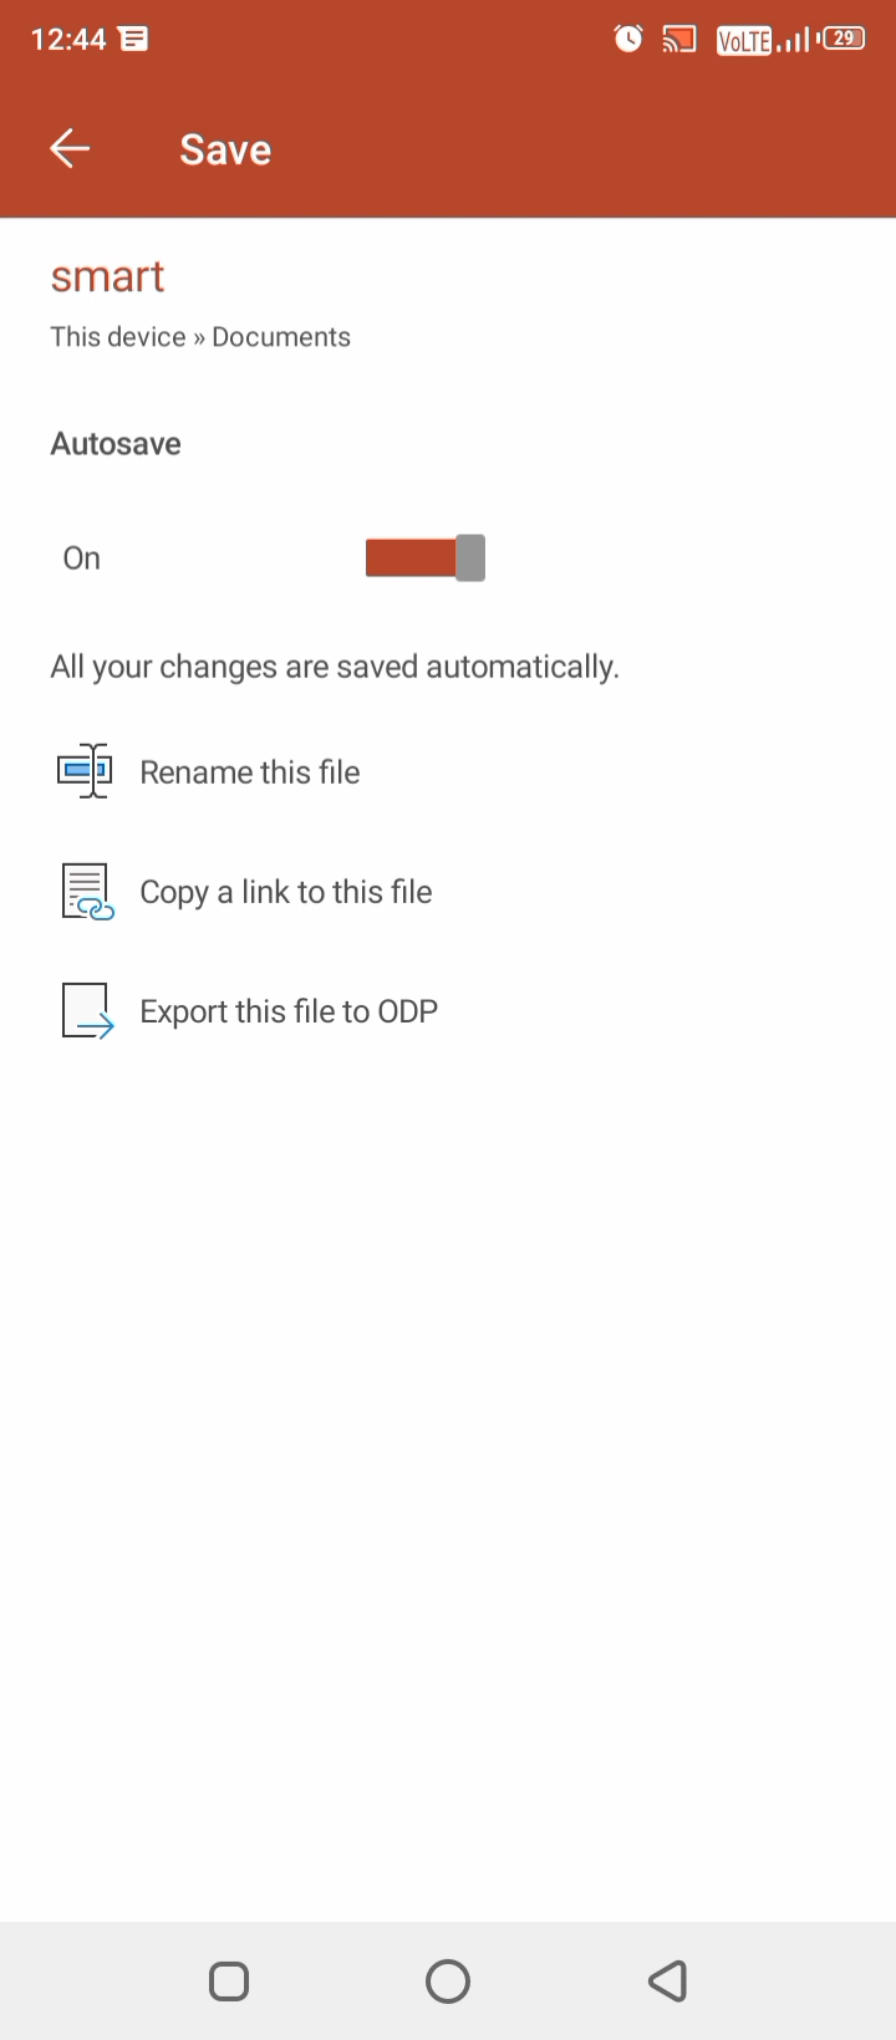 12:44 VoLTE 29
Save
smart
This device » Documents
Autosave
On
All your changes are saved automatically.
Rename this file
Copy a link to this file
Export this file to ODP